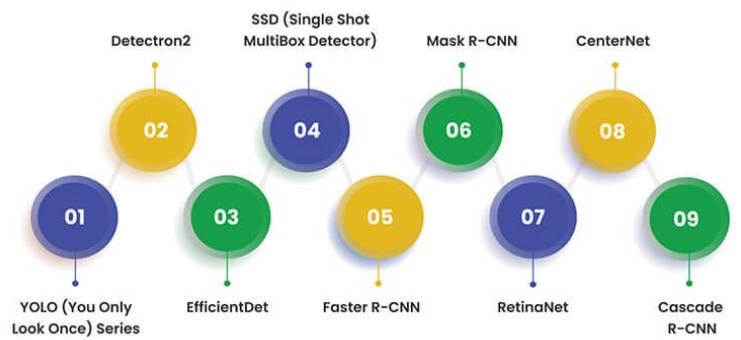 01
YOLO (You Only
Look Once) Series
02
Detectron2
03
EfficientDet
04
SSD (Single Shot
MultiBox Detector)
05
Faster R-CNN
06
Mask R-CNN
07
RetinaNet
08
CenterNet
09
Cascade
R-CNN